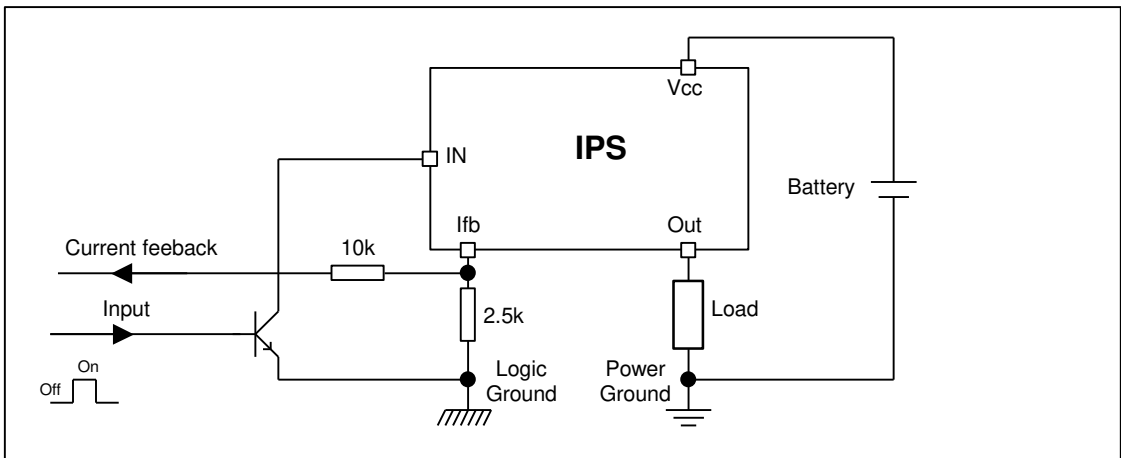 Vcc
IPS
IN
Battery
Ifb
Out
Current feeback
10k
Input
2.5k
Load
On
Off
Logic
Ground
Power
Ground